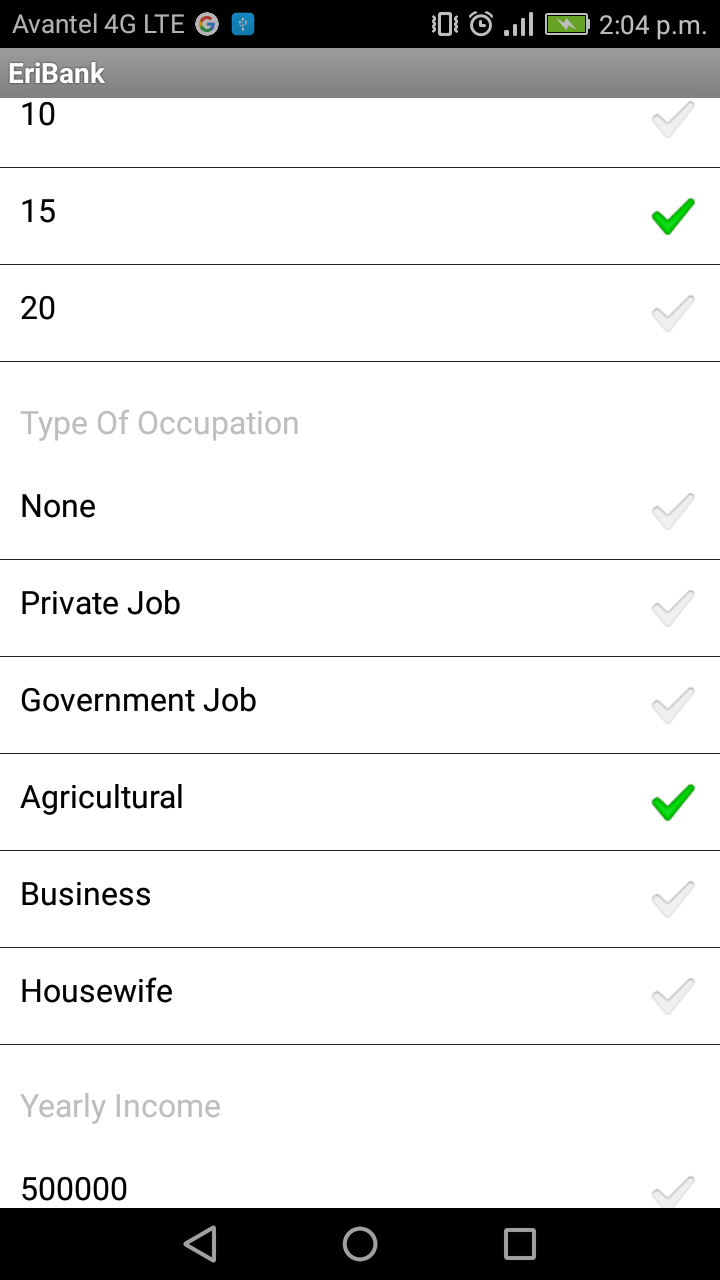 Avantel 4G LTE 2:04 p.m.
EriBank
10
15
20
Type Of Occupation
None
Private Job
Government Job
Agricultural
Business
Housewife
Yearly Income
500000